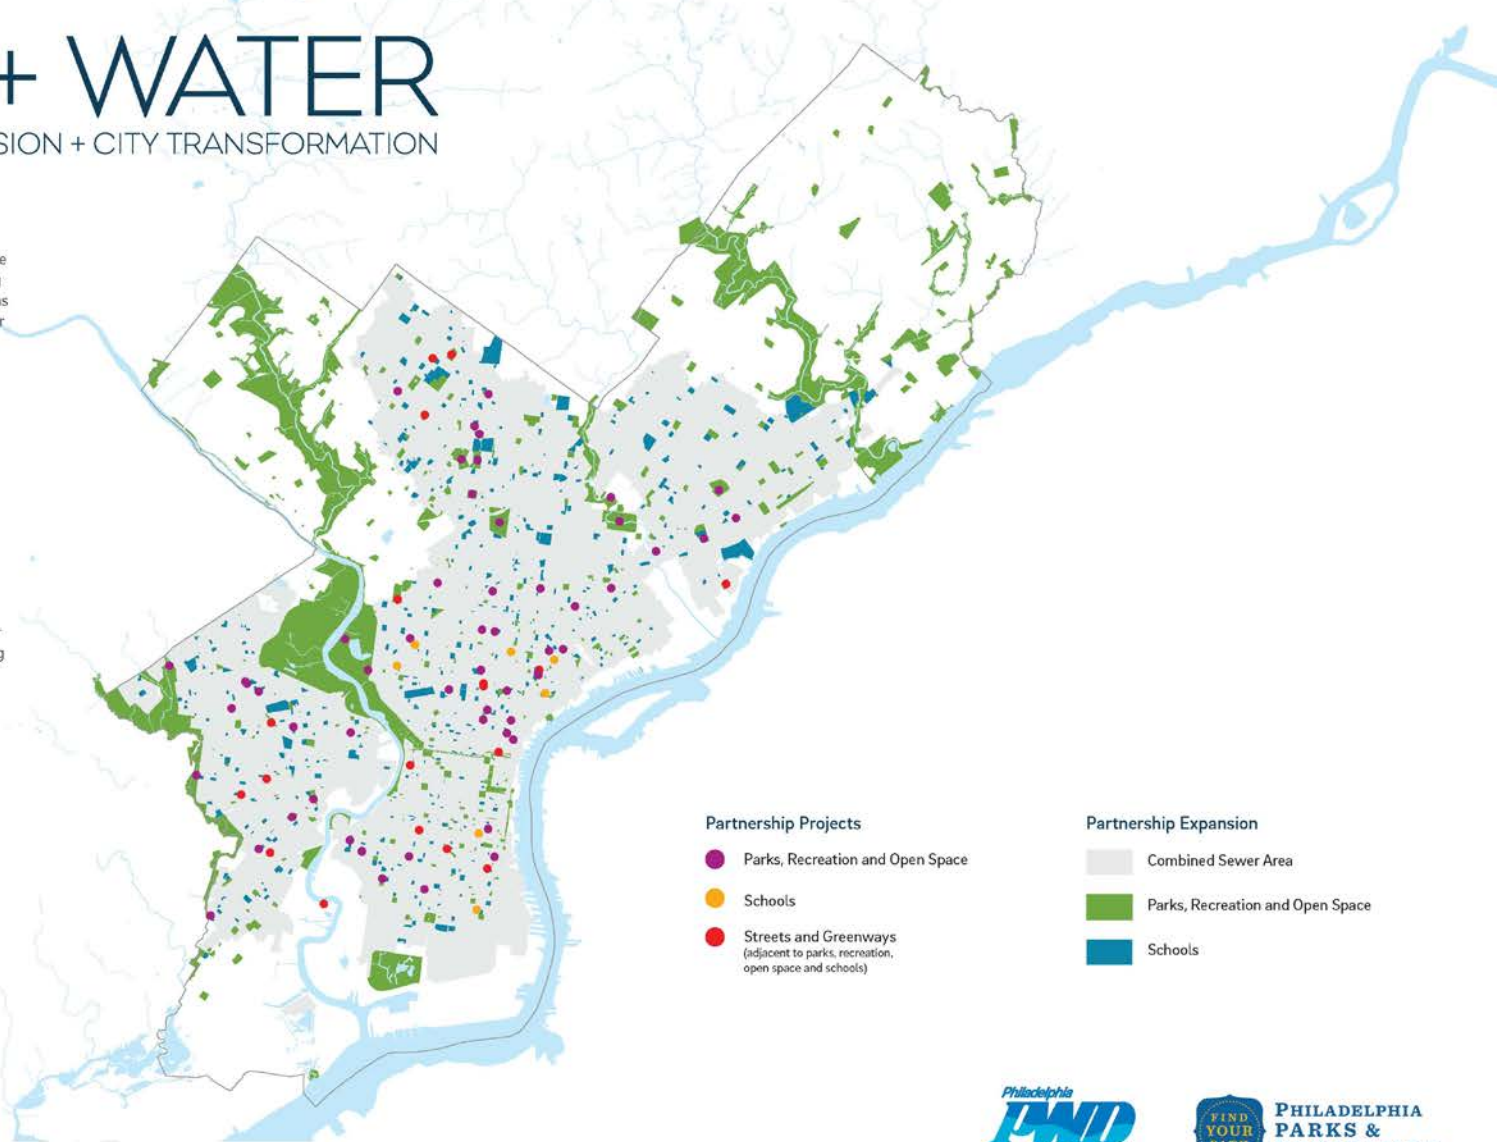 + WATER
SION + CITY TRANSFORMATION
e
s
r
g
Partnership Projects
Parks, Recreation and Open Space
Schools
Streets and Greenways
(adjacent to parks, recreation,
open space and schools)
Partnership Expansion
Combined Sewer Area
Parks, Recreation and Open Space
Schools
Philadelphia
PWD
FIND
YOUR
PHILADELPHIA
PARKS &